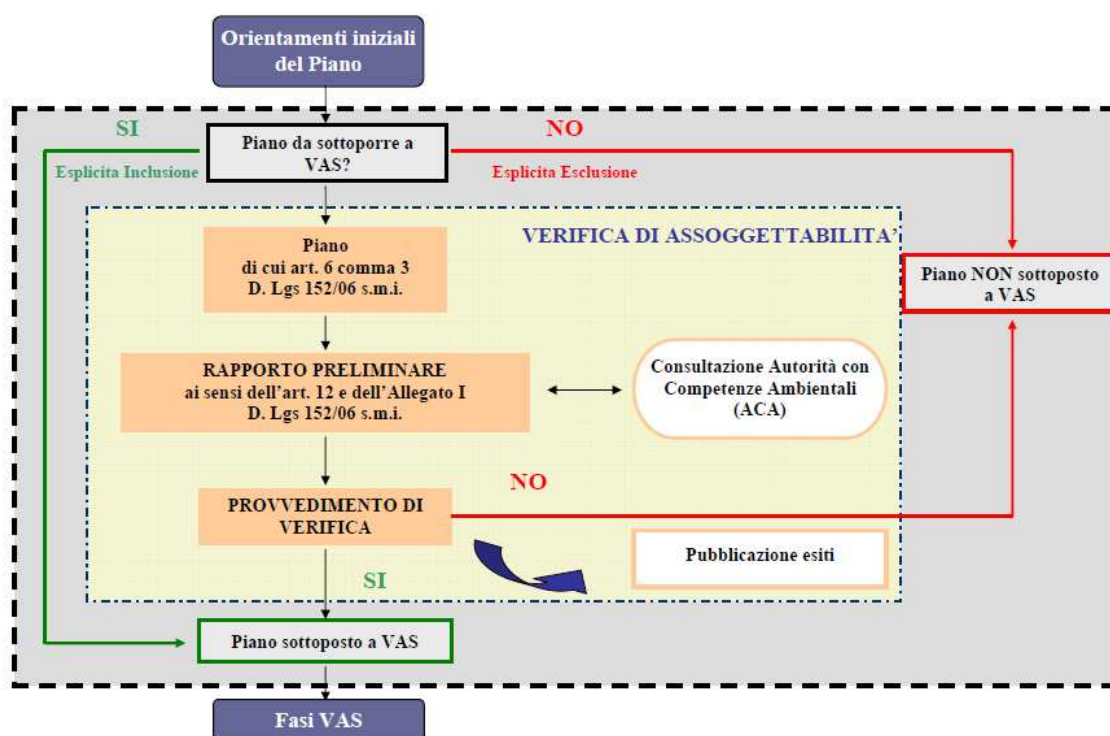 Orientamenti iniziali
del Piano
SI
NO
Piano da sottoporre a
VAS?
Esplicita Inclusione
Esplicita Esclusione
VERIFICA DI ASSOGGETTABILITA’
Piano
di cui art. 6 comma 3
D. Lgs 152/06 s.m.i.
Piano NON sottoposto
a VAS
RAPPORTO PRELIMINARE
ai sensi dell’art. 12 e dell’Allegato I
D. Lgs 152/06 s.m.i.
Consultazione Autorità con
Competenze Ambientali
(ACA)
NO
PROVVEDIMENTO DI
VERIFICA
Pubblicazione esiti
SI
Piano sottoposto a VAS
Fasi VAS